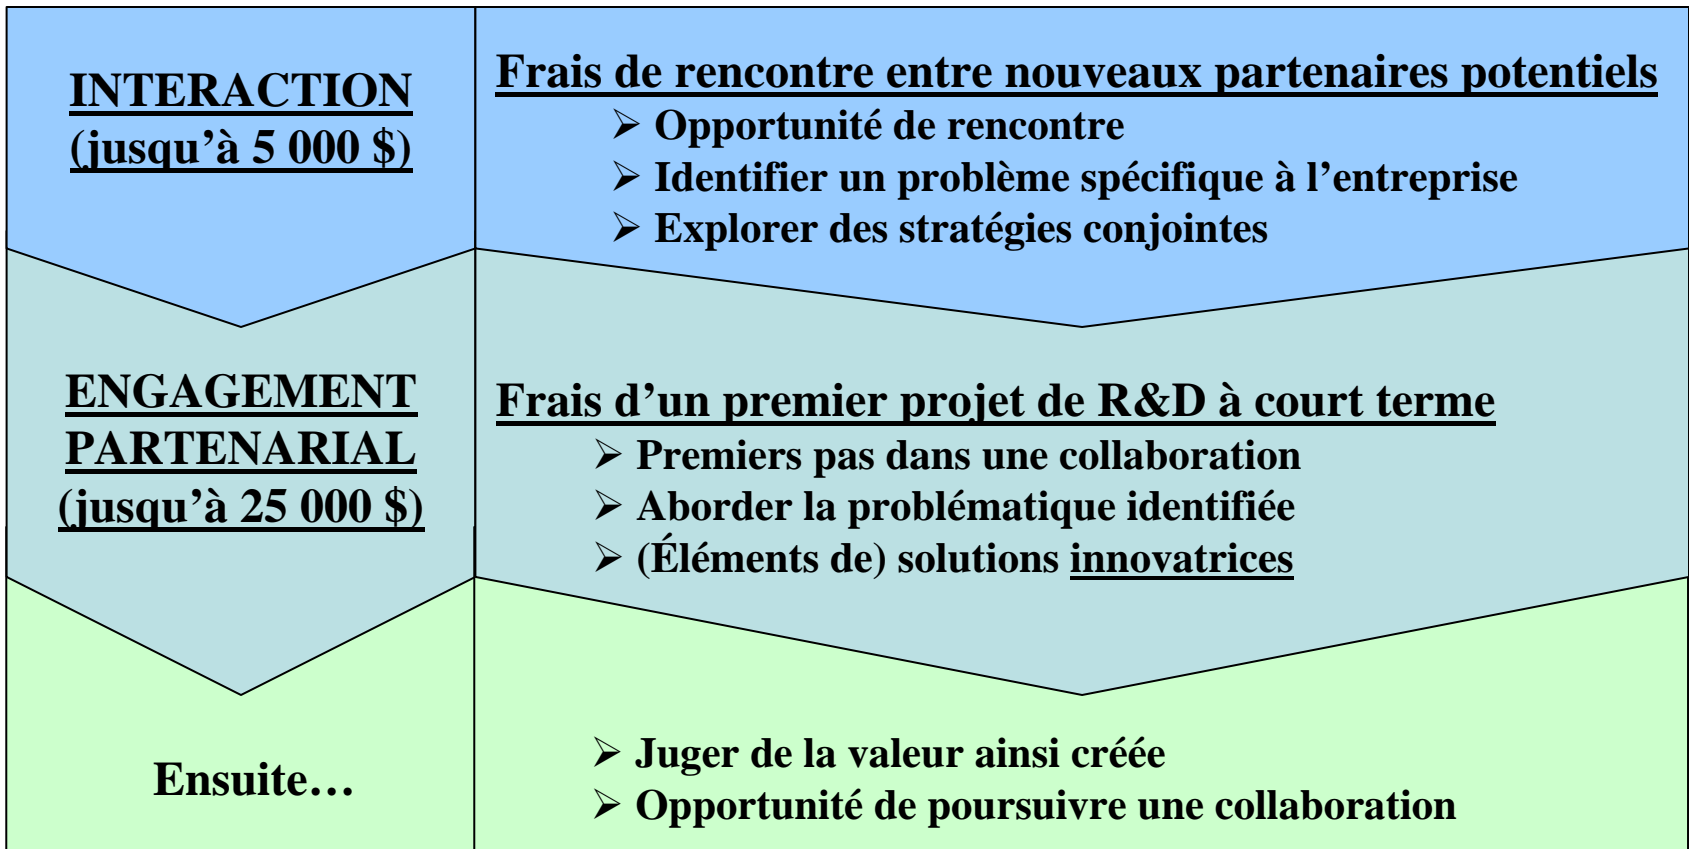 INTERACTION
(jusqu’à 5 000 $)
Frais de rencontre entre nouveaux partenaires potentiels
➢ Opportunité de rencontre
➢ Identifier un problème spécifique à l’entreprise
➢ Explorer des stratégies conjointes
ENGAGEMENT
PARTENARIAL
(jusqu’à 25 000 $)
Frais d’un premier projet de R&D à court terme
➢ Premiers pas dans une collaboration
➢ Aborder la problématique identifiée
➢ (Éléments de) solutions innovatrices
Ensuite…
➢ Juger de la valeur ainsi créée
➢ Opportunité de poursuivre une collaboration